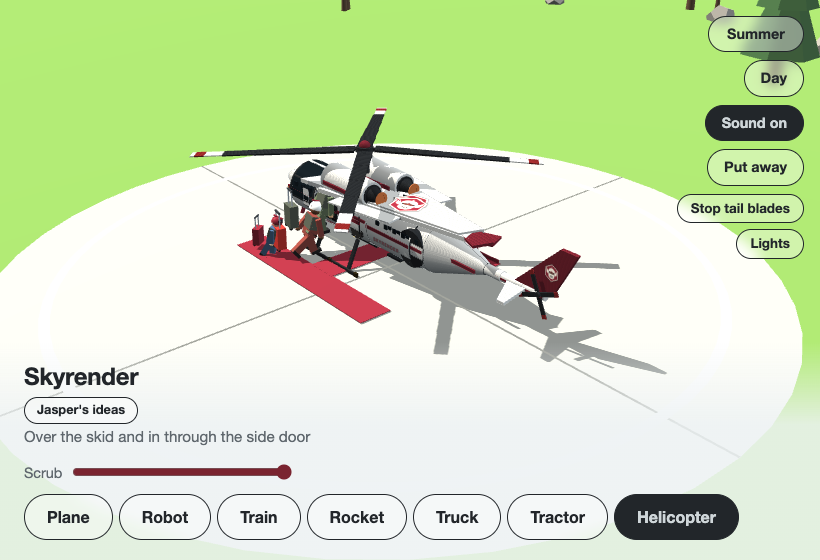 Summer
Day
Sound on
Put away
Stop tail blades
Lights
Skyrender
Jasper's ideas
Over the skid and in through the side door
Scrub
Plane
Robot
Train
Rocket
Truck
Tractor
Helicopter